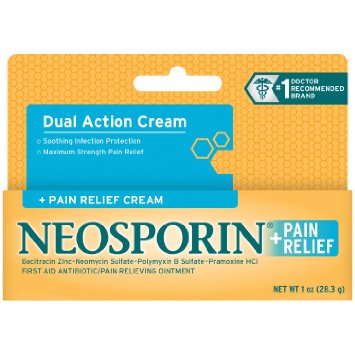 #1 DOCTOR
RECOMMENDED
BRAND
Dual Action Cream
Soothing Infection Protection
Maximum Strength Pain Relief
+ PAIN RELIEF CREAM
NEOSPORIN® + PAIN
RELIEF
Bacitracin Zinc–Neomycin Sulfate–Polymyxin B Sulfate–Pramoxine HCl
FIRST AID ANTIBIOTIC/PAIN RELIEVING OINTMENT
NET WT 1 oz (28.3 g)